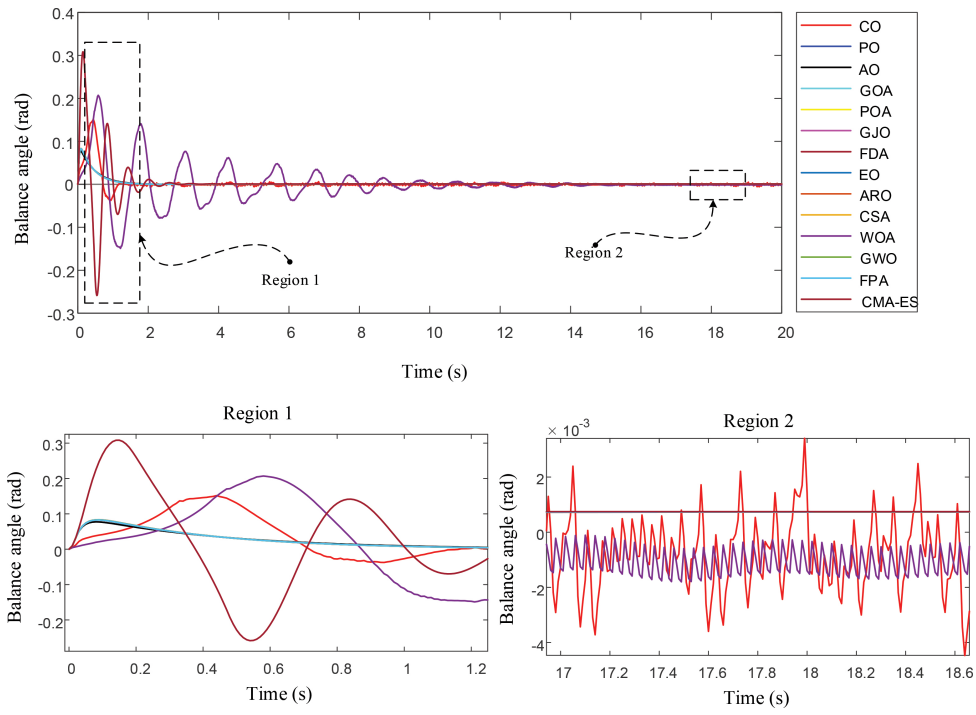 0.4
0.3
0.2
0.1
0
-0.1
-0.2
-0.3
Balance angle (rad)
0 2 4 6 8 10 12 14 16 18 20
Time (s)
Region 1
Region 2
CO
PO
AO
GOA
POA
GJO
FDA
EO
ARO
CSA
WOA
GWO
FPA
CMA-ES
Region 1
0.3
0.2
0.1
0
0.1
-0.2
Balance angle (rad)
0 0.2 0.4 0.6 0.8 1 1.2
Time (s)
Region 2
× 10⁻³
2
0
-2
-4
Balance angle (rad)
17 17.2 17.4 17.6 17.8 18 18.2 18.4 18.6
Time (s)